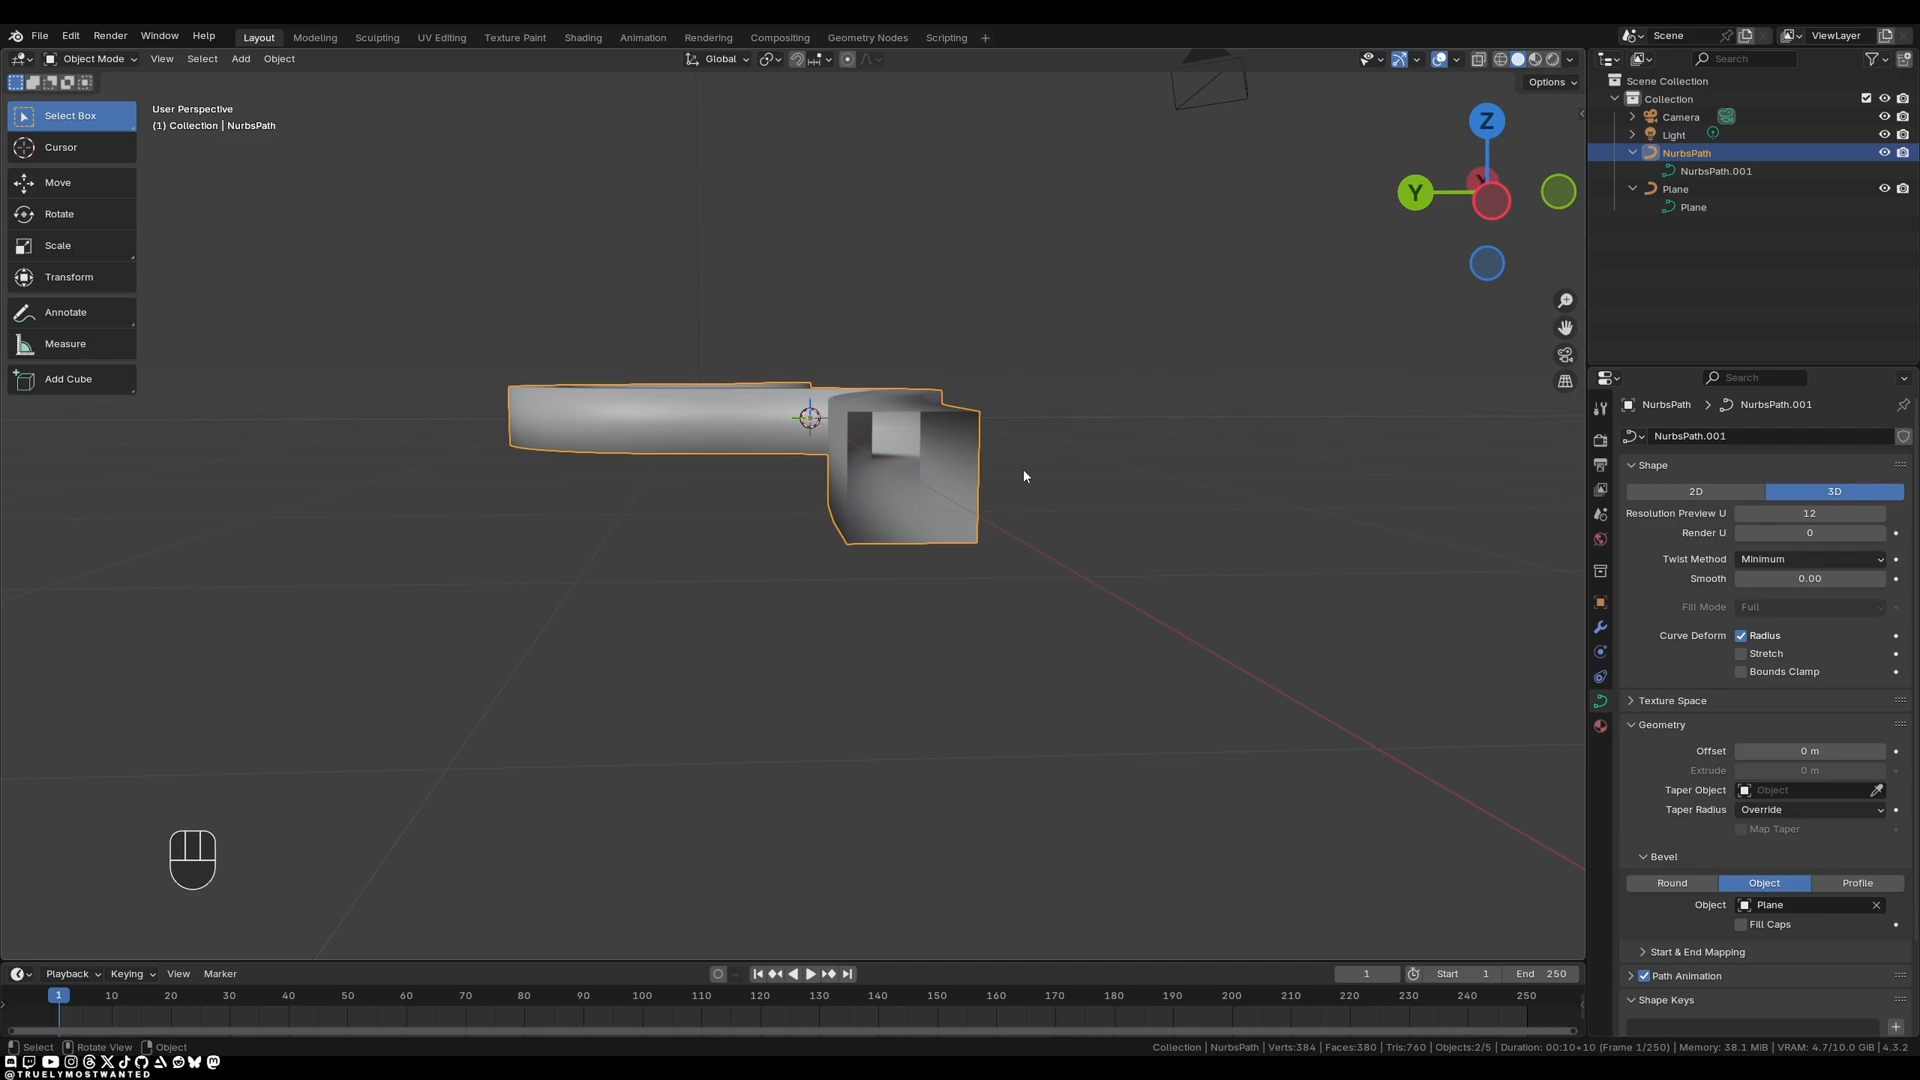 File Edit Render Window Help Layout Modeling Sculpting UV Editing Texture Paint Shading Animation Rendering Compositing Geometry Nodes Scripting Scene ViewLayer
Object Mode View Select Add Object Global Search
Options
Select Box
Cursor
Move
Rotate
Scale
Transform
Annotate
Measure
Add Cube
User Perspective
(1) Collection | NurbsPath
Z
Y
Scene Collection
Collection
Camera
Light
NurbsPath
NurbsPath.001
Plane
Plane
Search
NurbsPath NurbsPath.001
NurbsPath.001
Shape
2D 3D
Resolution Preview U 12
Render U 0
Twist Method Minimum
Smooth 0.00
Fill Mode Full
Curve Deform Radius
Stretch
Bounds Clamp
Texture Space
Geometry
Offset 0 m
Extrude 0 m
Taper Object Object
Taper Radius Override
Map Taper
Bevel
Round Object Profile
Object Plane
Fill Caps
Start & End Mapping
Path Animation
Shape Keys
Playback Keying View Marker 1 Start 1 End 250
1 10 20 30 40 50 60 70 80 90 100 110 120 130 140 150 160 170 180 190 200 210 220 230 240 250
Select Rotate View Object Collection | NurbsPath | Verts:384 | Faces:380 | Tris:760 | Objects:2/5 | Duration: 00:10+10 (Frame 1/250) | Memory: 38.1 MiB | VRAM: 4.7/10.0 GiB | 4.3.2
@TRUELYMOSTWANTED